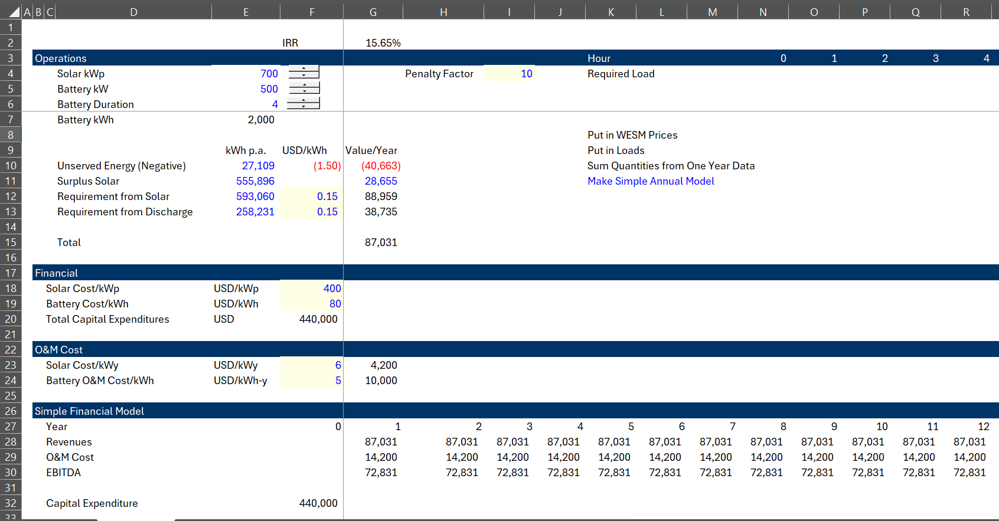 A B C D E F G H I J K L M N O P Q R
1
2 IRR 15.65%
3 Operations Hour 0 1 2 3 4
4 Solar kWp 700 Penalty Factor 10 Required Load
5 Battery kW 500
6 Battery Duration 4
7 Battery kWh 2,000
8 Put in WESM Prices
9 kWh p.a. USD/kWh Value/Year Put in Loads
10 Unserved Energy (Negative) 27,109 (1.50) (40,663) Sum Quantities from One Year Data
11 Surplus Solar 555,896 28,655 Make Simple Annual Model
12 Requirement from Solar 593,060 0.15 88,959
13 Requirement from Discharge 258,231 0.15 38,735
14
15 Total 87,031
16
17 Financial
18 Solar Cost/kWp USD/kWp 400
19 Battery Cost/kWh USD/kWh 80
20 Total Capital Expenditures USD 440,000
21
22 O&M Cost
23 Solar Cost/kWy USD/kWy 6 4,200
24 Battery O&M Cost/kWh USD/kWh-y 5 10,000
25
26 Simple Financial Model
27 Year 0 1 2 3 4 5 6 7 8 9 10 11 12
28 Revenues 87,031 87,031 87,031 87,031 87,031 87,031 87,031 87,031 87,031 87,031 87,031 87,031
29 O&M Cost 14,200 14,200 14,200 14,200 14,200 14,200 14,200 14,200 14,200 14,200 14,200 14,200
30 EBITDA 72,831 72,831 72,831 72,831 72,831 72,831 72,831 72,831 72,831 72,831 72,831 72,831
31
32 Capital Expenditure 440,000
33